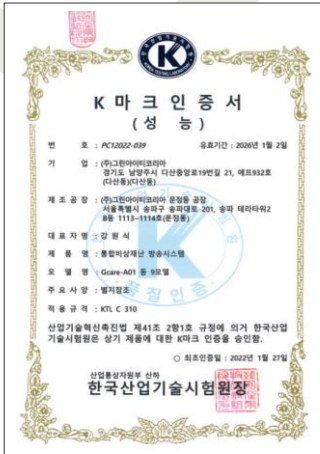 K 마 크 인 증 서
( 성 능 )
번 호 : PC12022-039 유효기간 : 2026년 1월 2일
기 업 : (주)그린아이티코리아
경기도 남양주시 다산중앙로19번길 21, 에프932호
(다산동)(다산동)
제 조 공 장 : (주)그린아이티코리아 문정동 공장
서울특별시 송파구 송파대로 201, 송파 테라타워2
B동 1113~1114호(문정동)
대 표 자 명 : 강 원 식
제 품 명 : 통합비상재난 방송시스템
모 델 명 : Gcare-A01 등 9모델
주 요 사 양 : 별지참조
적 용 규 격 : KTL C 310
산업기술혁신촉진법 제41조 2항1호 규정에 의거 한국산업
기술시험원은 상기 제품에 대한 K마크 인증을 승인함.
○ 최초인증일 : 2022년 1월 27일
산업통상자원부 산하
한국산업기술시험원장
품질인증